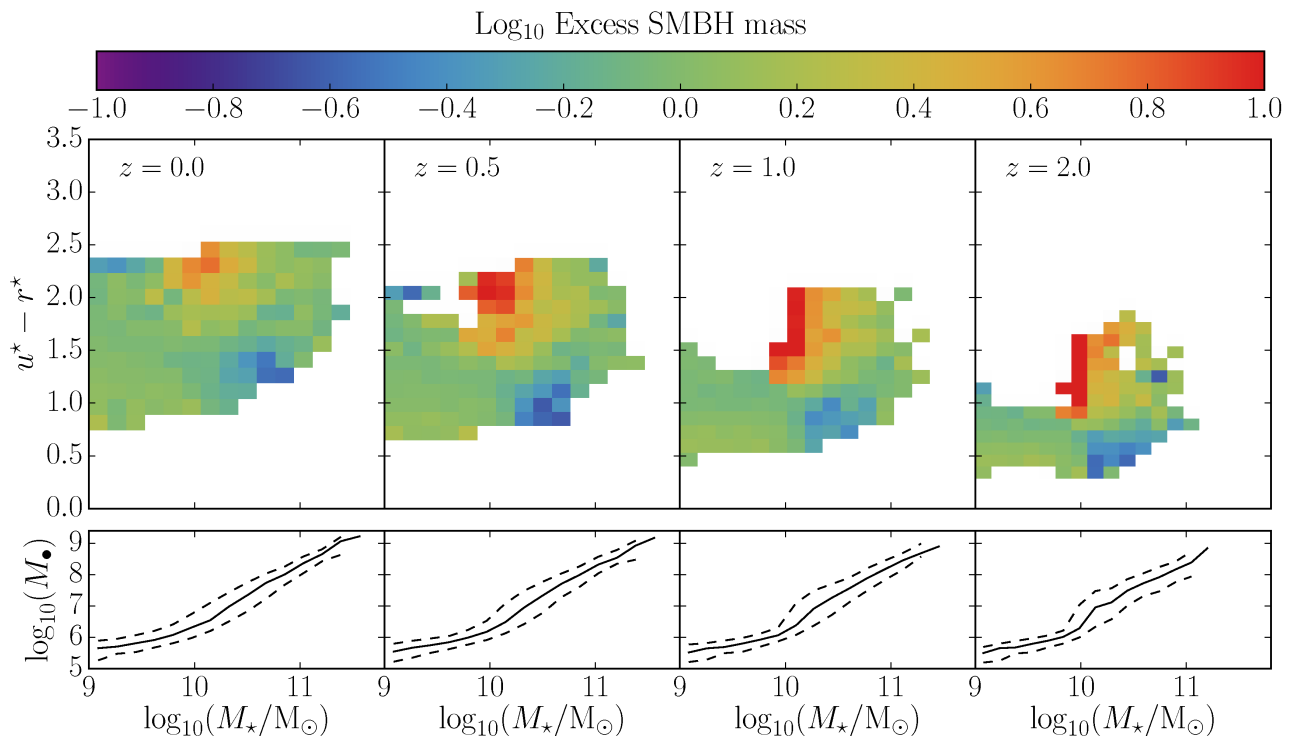 Log₁₀ Excess SMBH mass
−1.0 −0.8 −0.6 −0.4 −0.2 0.0 0.2 0.4 0.6 0.8 1.0
z = 0.0 z = 0.5 z = 1.0 z = 2.0
3.5
3.0
2.5
2.0
1.5
1.0
0.5
0.0
u⋆ − r⋆
9
8
7
6
5
log₁₀(M●)
9 10 11 9 10 11 9 10 11 9 10 11
log₁₀(M⋆/M⊙) log₁₀(M⋆/M⊙) log₁₀(M⋆/M⊙) log₁₀(M⋆/M⊙)